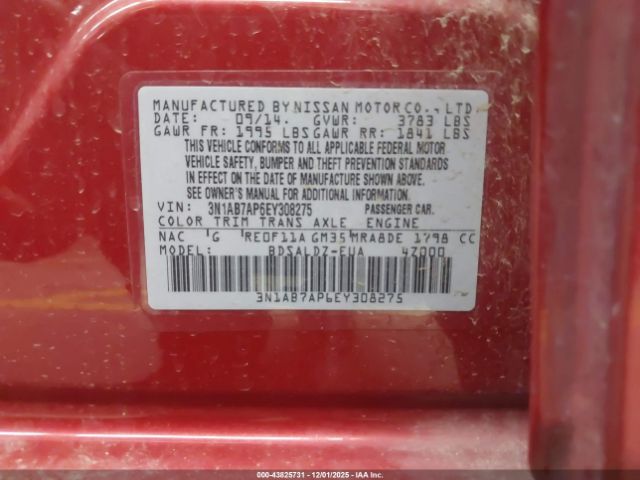 MANUFACTURED BY NISSAN MOTOR CO., LTD
DATE: 09/14. GVWR: 3783 LBS
GAWR FR: 1995 LBS GAWR RR: 1841 LBS
THIS VEHICLE CONFORMS TO ALL APPLICABLE FEDERAL MOTOR
VEHICLE SAFETY, BUMPER AND THEFT PREVENTION STANDARDS
IN EFFECT ON THE DATE OF MANUFACTURE SHOWN ABOVE.
SEE OWNER'S MANUAL FOR ADDITIONAL INFORMATION.
VIN: 3N1AB7AP6EY308275 PASSENGER CAR.
COLOR TRIM TRANS AXLE ENGINE
NAC 'G 'RE0F11A GM35'MRA8DE 1798 CC
MODEL: BDSALDZ-EUA 4Z000
3N1AB7AP6EY308275
000-43825731 - 12/01/2025 - IAA Inc.